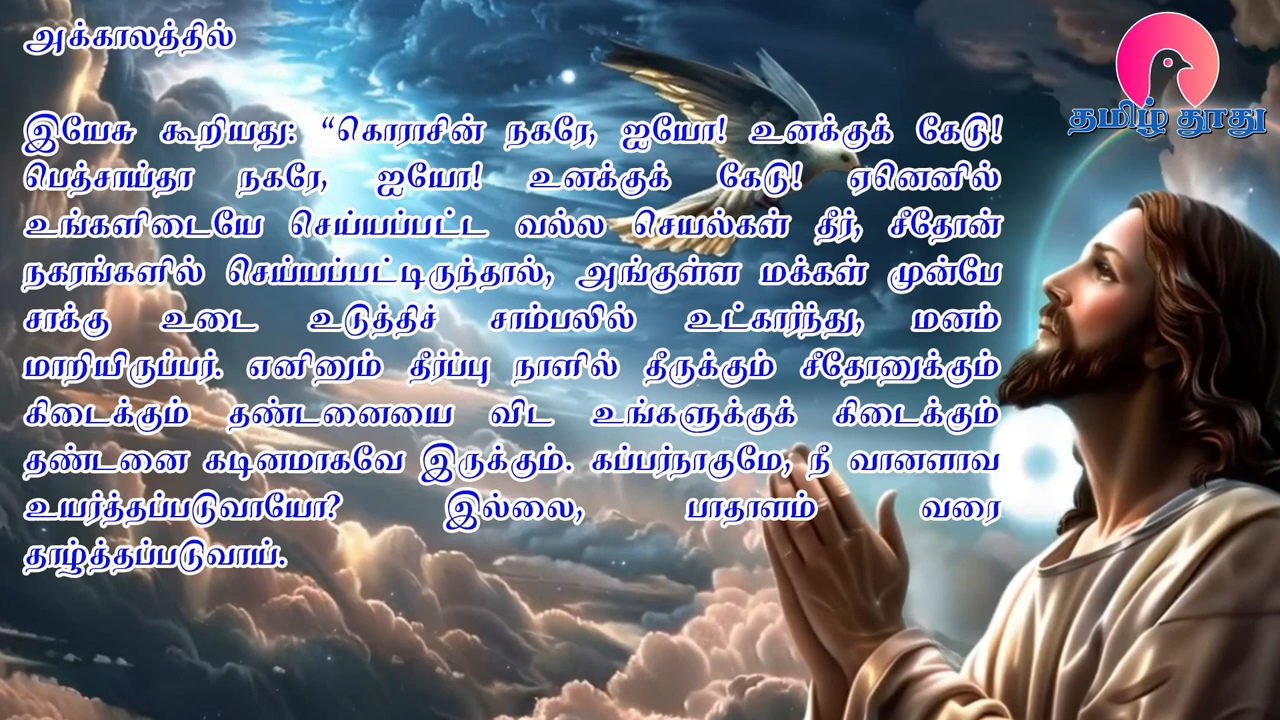 அக்காலத்தில்
தமிழ் தூது
இயேசு கூறியது: “கொராசின் நகரே, ஐயோ! உனக்குக் கேடு!
பெத்சாய்தா நகரே, ஐயோ! உனக்குக் கேடு! ஏனெனில்
உங்களிடையே செய்யப்பட்ட வல்ல செயல்கள் தீர், சீதோன்
நகரங்களில் செய்யப்பட்டிருந்தால், அங்குள்ள மக்கள் முன்பே
சாக்கு உடை உடுத்திச் சாம்பலில் உட்கார்ந்து, மனம்
மாறியிருப்பர். எனினும் தீர்ப்பு நாளில் தீருக்கும் சீதோனுக்கும்
கிடைக்கும் தண்டனையை விட உங்களுக்குக் கிடைக்கும்
தண்டனை கடினமாகவே இருக்கும். கப்பர்நாகுமே, நீ வானளாவ
உயர்த்தப்படுவாயோ? இல்லை, பாதாளம் வரை
தாழ்த்தப்படுவாய்.